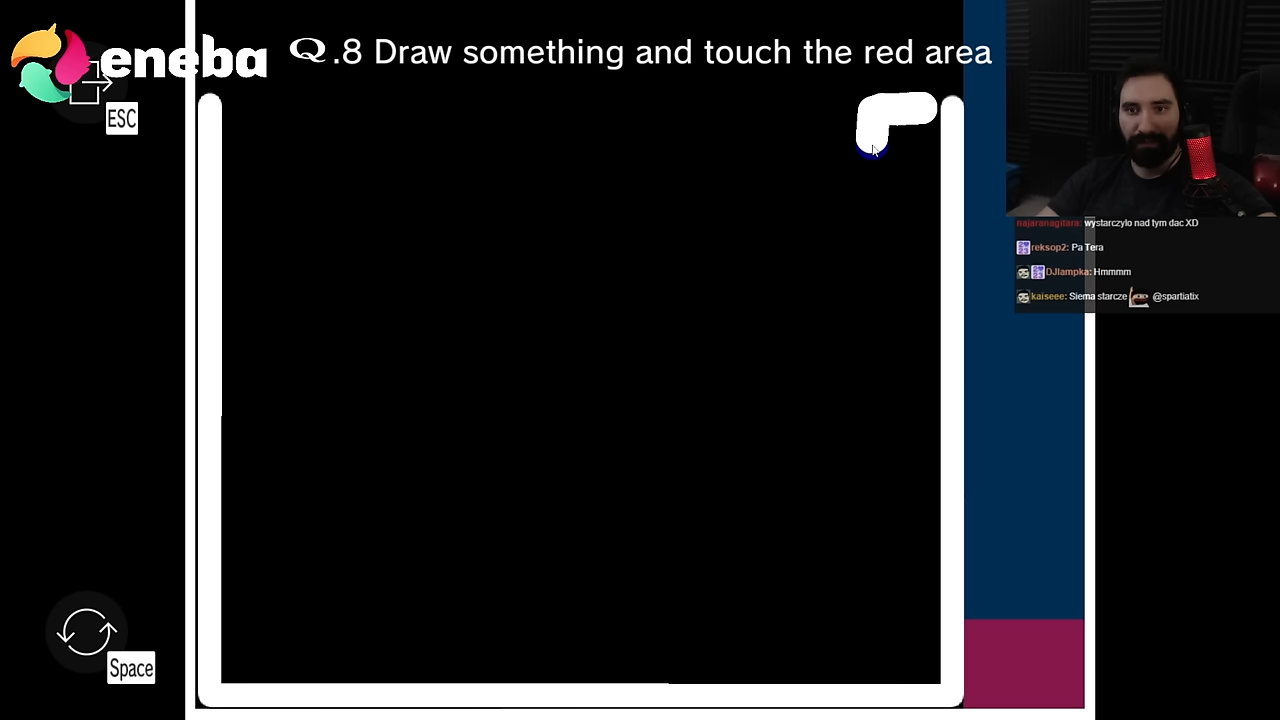 eneba
Q.8 Draw something and touch the red area
ESC
najaranagitara: wystarczylo nad tym dac XD
reksop2: Pa Tera
DJlampka: Hmmmm
kaiseee: Siema starcze @spartiatix
Space